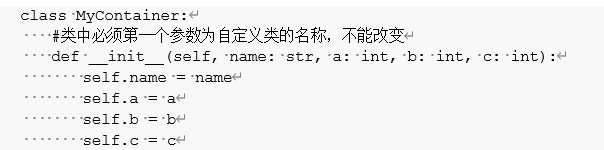 class MyContainer:
    #类中必须第一个参数为自定义类的名称，不能改变
    def __init__(self, name: str, a: int, b: int, c: int):
        self.name = name
        self.a = a
        self.b = b
        self.c = c